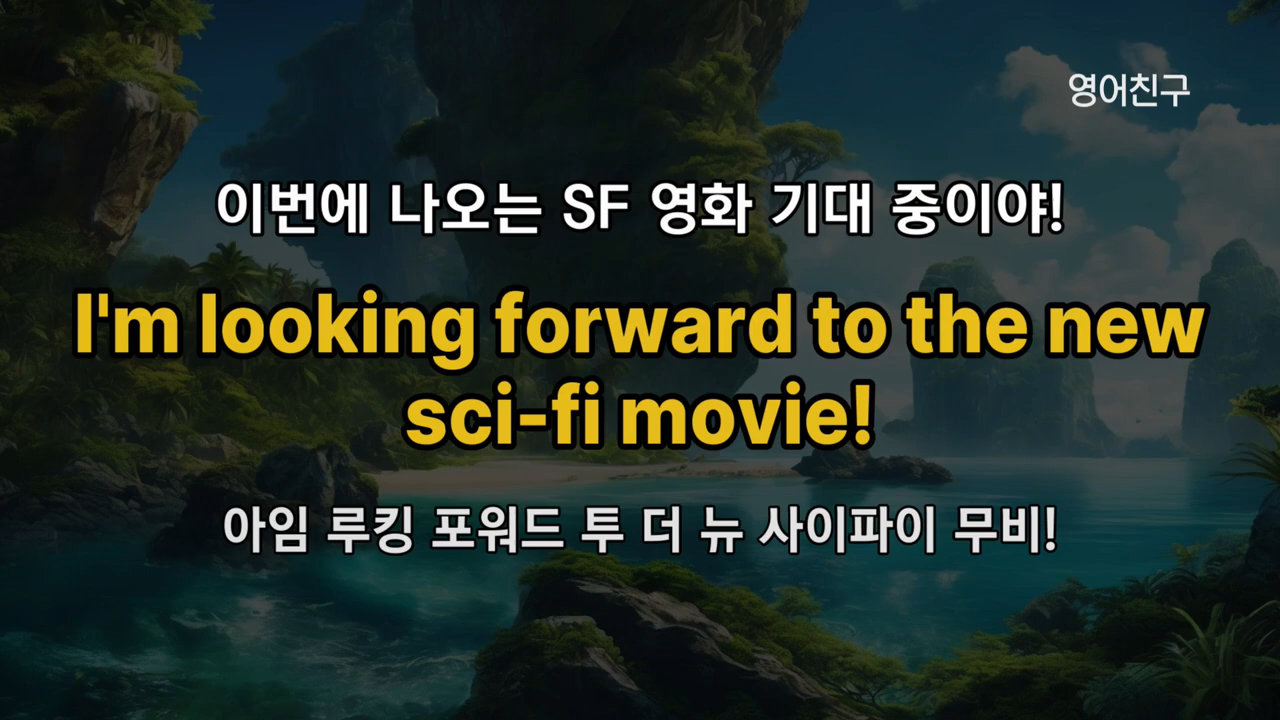 영어친구
이번에 나오는 SF 영화 기대 중이야!
I'm looking forward to the new
sci-fi movie!
아임 루킹 포워드 투 더 뉴 사이파이 무비!